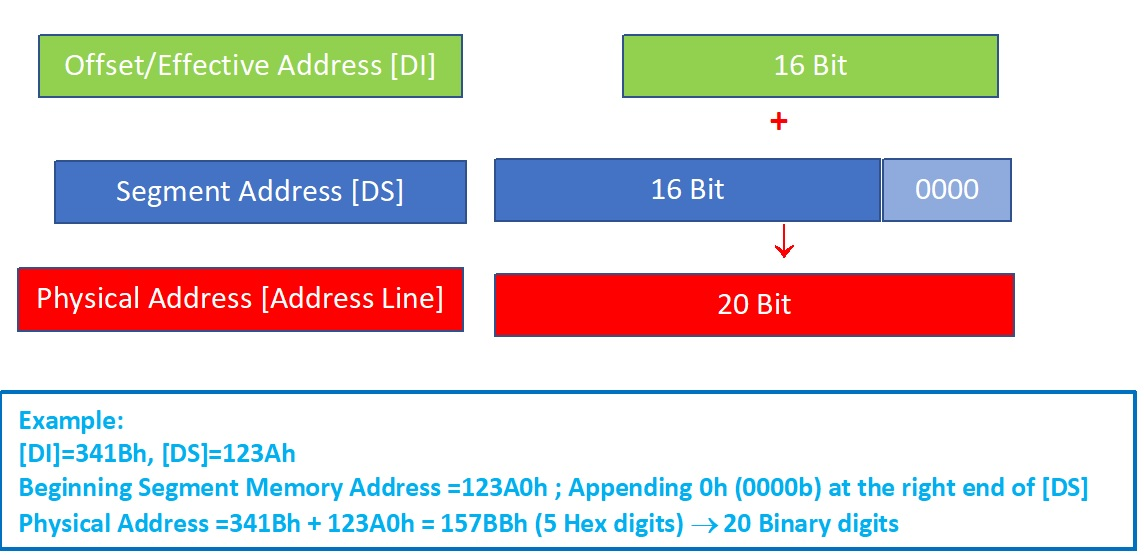 Offset/Effective Address [DI]
16 Bit
+
Segment Address [DS]
16 Bit
0000
↓
Physical Address [Address Line]
20 Bit
Example:
[DI]=341Bh, [DS]=123Ah
Beginning Segment Memory Address =123A0h ; Appending 0h (0000b) at the right end of [DS]
Physical Address =341Bh + 123A0h = 157BBh (5 Hex digits) → 20 Binary digits